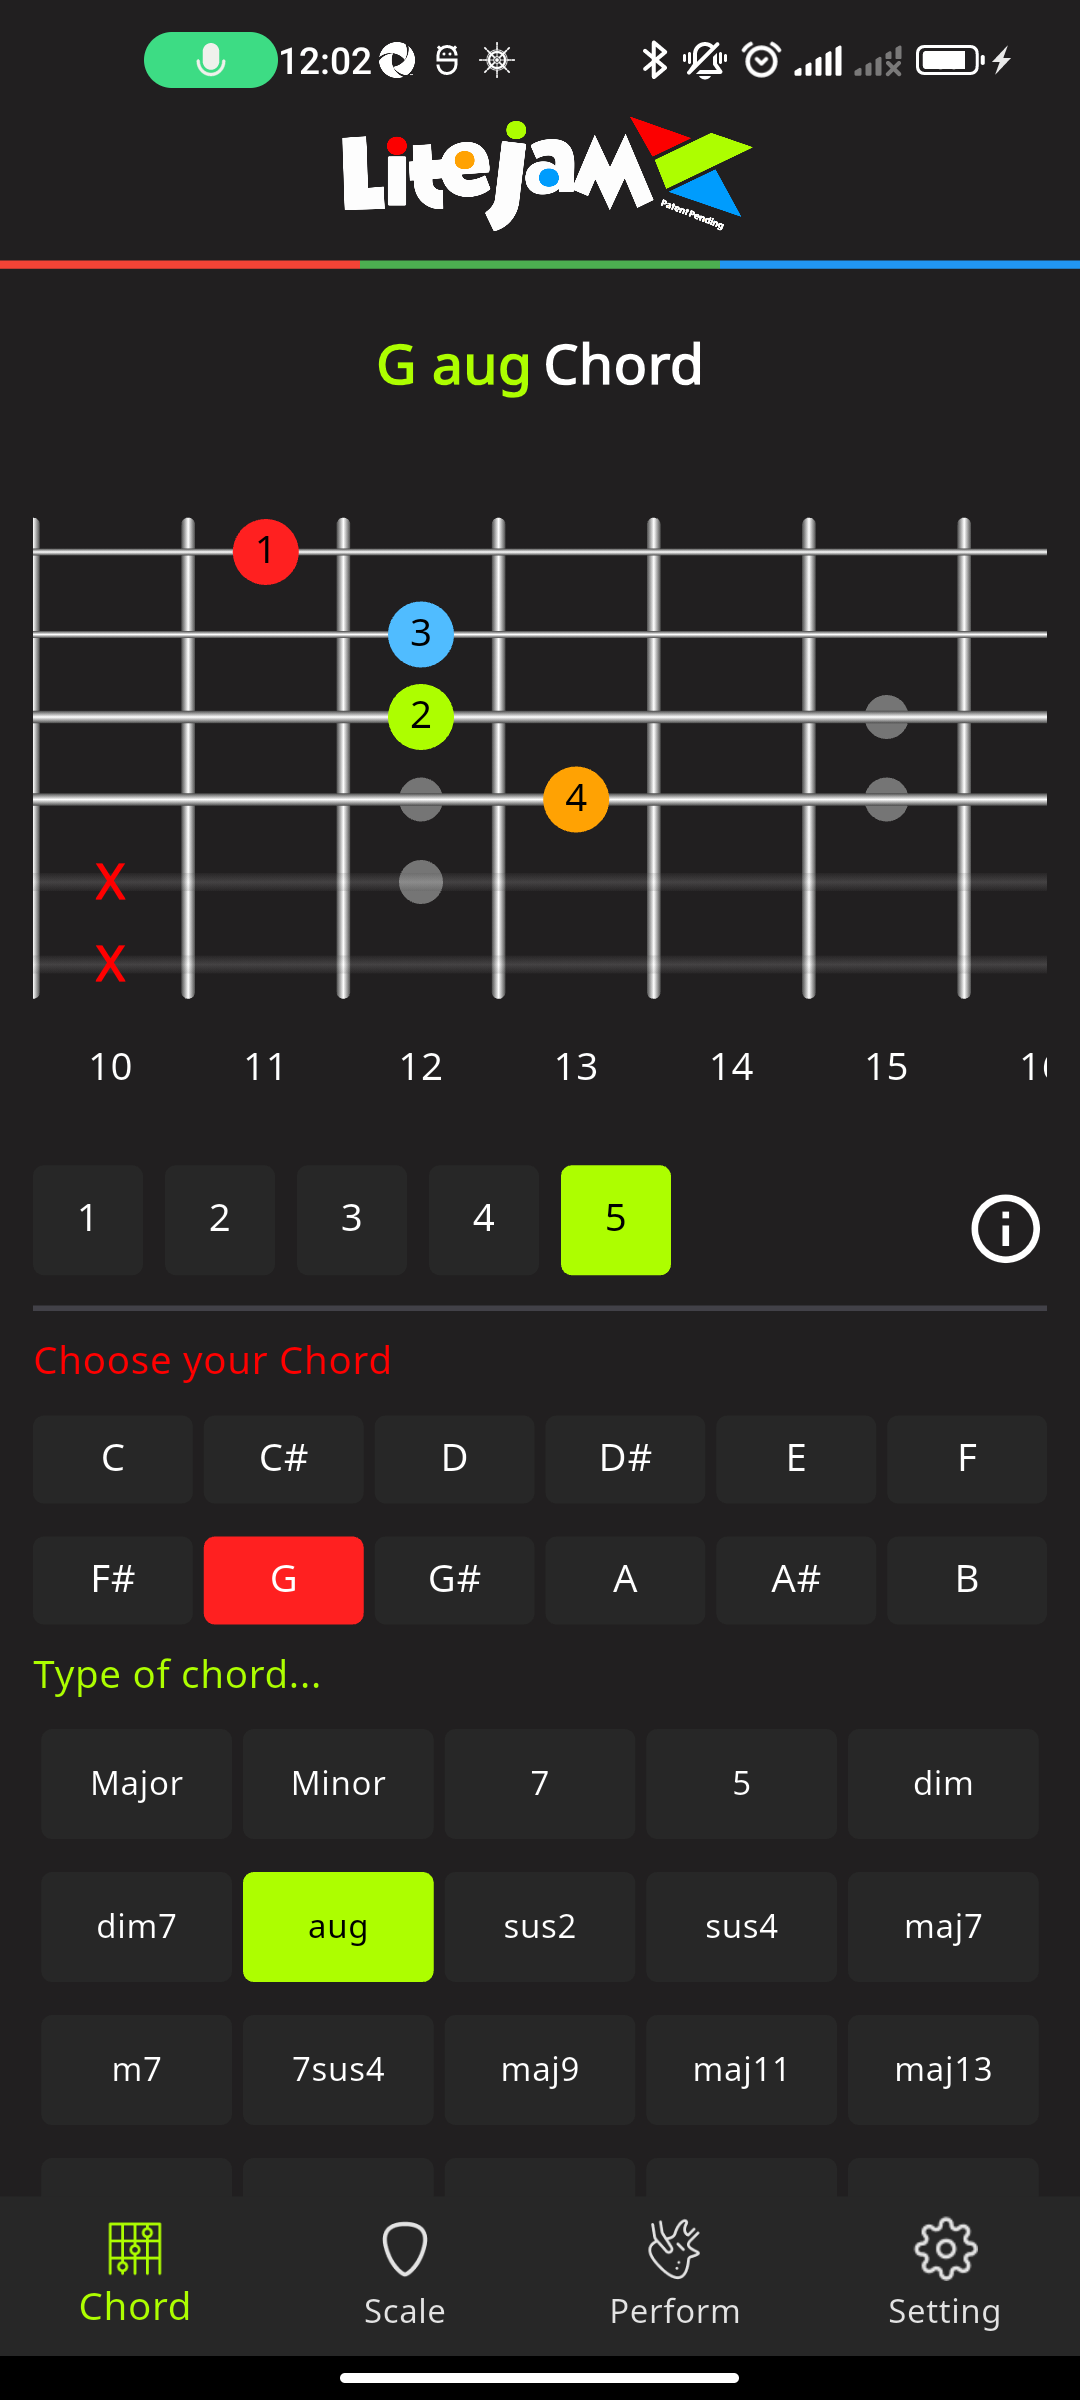 12:02
Litejam
Patent Pending
G aug Chord
1
3
2
4
X
X
10 11 12 13 14 15
1 2 3 4 5
Choose your Chord
C C# D D# E F
F# G G# A A# B
Type of chord...
Major Minor 7 5 dim
dim7 aug sus2 sus4 maj7
m7 7sus4 maj9 maj11 maj13
Chord Scale Perform Setting